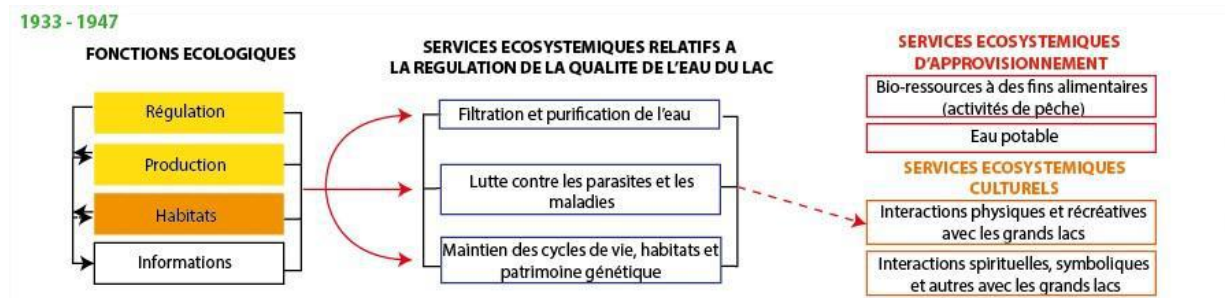 1933 - 1947
FONCTIONS ECOLOGIQUES
Régulation
Production
Habitats
Informations
SERVICES ECOSYSTEMIQUES RELATIFS A
LA REGULATION DE LA QUALITE DE L'EAU DU LAC
Filtration et purification de l'eau
Lutte contre les parasites et les
maladies
Maintien des cycles de vie, habitats et
patrimoine génétique
SERVICES ECOSYSTEMIQUES
D'APPROVISIONNEMENT
Bio-ressources à des fins alimentaires
(activités de pêche)
Eau potable
SERVICES ECOSYSTEMIQUES
CULTURELS
Interactions physiques et récréatives
avec les grands lacs
Interactions spirituelles, symboliques
et autres avec les grands lacs